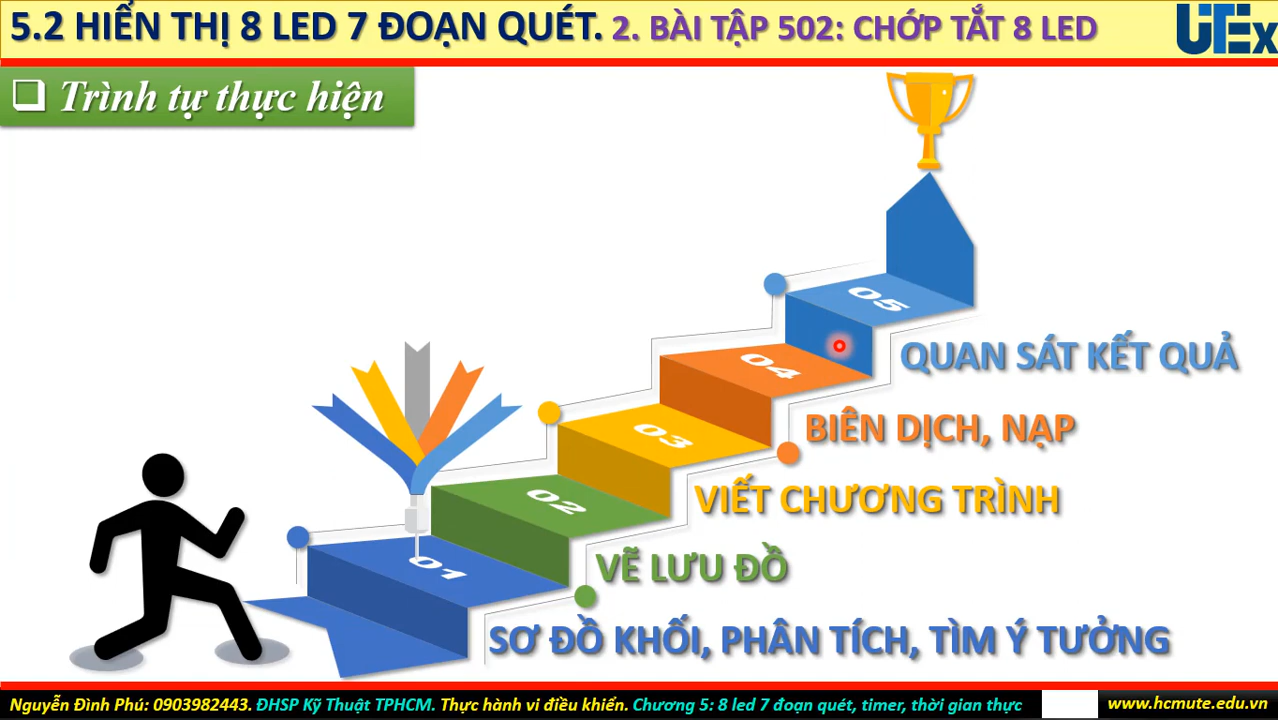 5.2 HIỂN THỊ 8 LED 7 ĐOẠN QUÉT. 2. BÀI TẬP 502: CHỚP TẮT 8 LED
UTEx
Trình tự thực hiện
05
QUAN SÁT KẾT QUẢ
04
BIÊN DỊCH, NẠP
03
VIẾT CHƯƠNG TRÌNH
02
VẼ LƯU ĐỒ
01
SƠ ĐỒ KHỐI, PHÂN TÍCH, TÌM Ý TƯỞNG
Nguyễn Đình Phú: 0903982443. ĐHSP Kỹ Thuật TPHCM. Thực hành vi điều khiển. Chương 5: 8 led 7 đoạn quét, timer, thời gian thực
www.hcmute.edu.vn